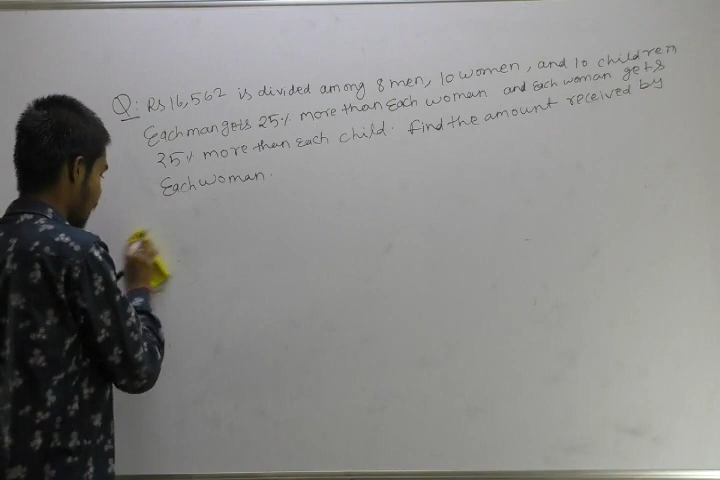 Q: Rs 16,562 is divided among 8 men, 10 women, and 10 children
Each man gets 25% more than Each woman and Each woman gets
25% more than Each child. find the amount received by
Each woman.